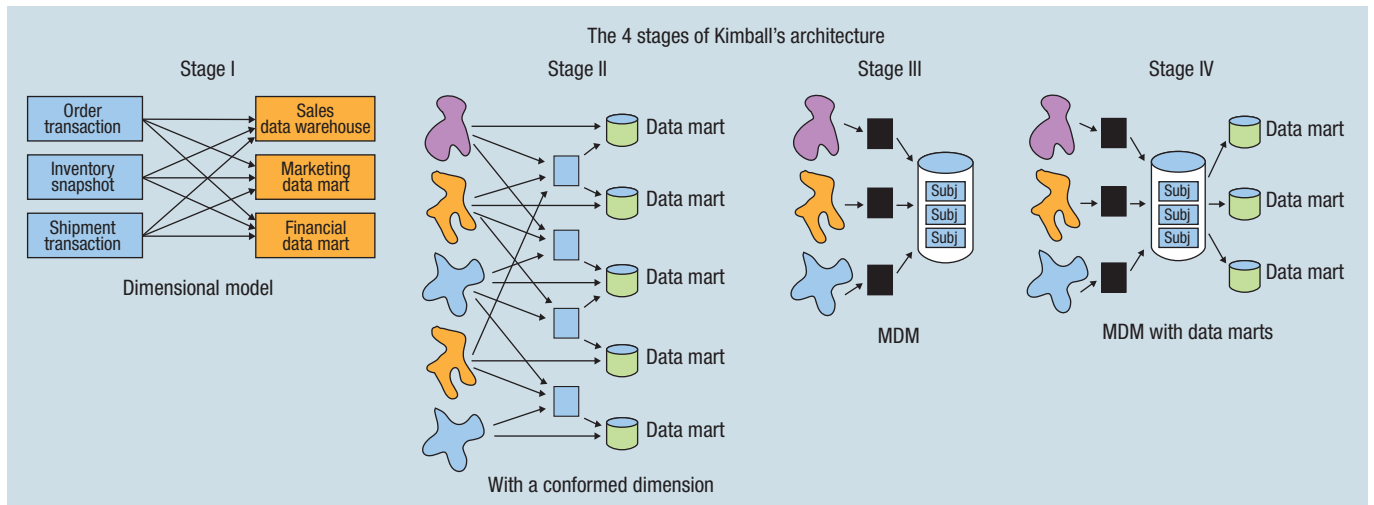 The 4 stages of Kimball's architecture
Stage I
Order
transaction
Inventory
snapshot
Shipment
transaction
Sales
data warehouse
Marketing
data mart
Financial
data mart
Dimensional model
Stage II
Data mart
Data mart
Data mart
Data mart
Data mart
With a conformed dimension
Stage III
Subj
Subj
Subj
MDM
Stage IV
Subj
Subj
Subj
Data mart
Data mart
Data mart
MDM with data marts